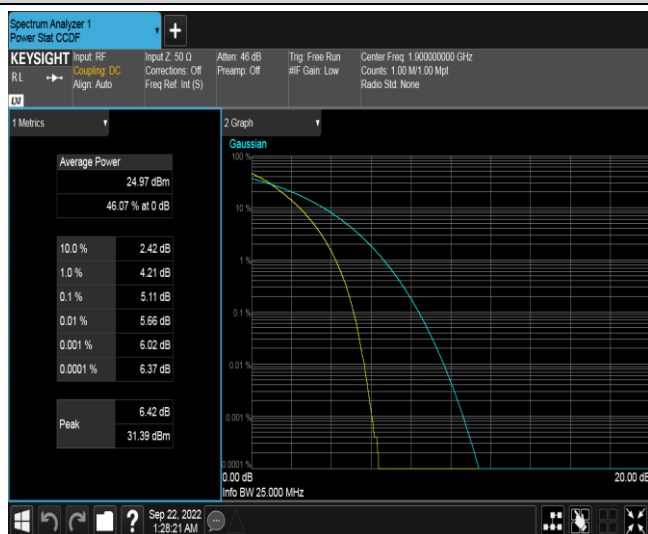 Spectrum Analyzer 1
Power Stat CCDF
+
KEYSIGHT
RL
LXI
Input: RF
Coupling: DC
Align: Auto
Input Z: 50 Ω
Corrections: Off
Freq Ref: Int (S)
Atten: 46 dB
Preamp: Off
Trig: Free Run
#IF Gain: Low
Center Freq: 1.900000000 GHz
Counts: 1.00 M/1.00 Mpt
Radio Std: None
1 Metrics
Average Power
24.97 dBm
46.07 % at 0 dB
10.0 % 2.42 dB
1.0 % 4.21 dB
0.1 % 5.11 dB
0.01 % 5.66 dB
0.001 % 6.02 dB
0.0001 % 6.37 dB
Peak
6.42 dB
31.39 dBm
2 Graph
Gaussian
100 %
10 %
1 %
0.1 %
0.01 %
0.001 %
0.0001 %
0.00 dB 20.00 dB
Info BW 25.000 MHz
?
Sep 22, 2022
1:28:21 AM